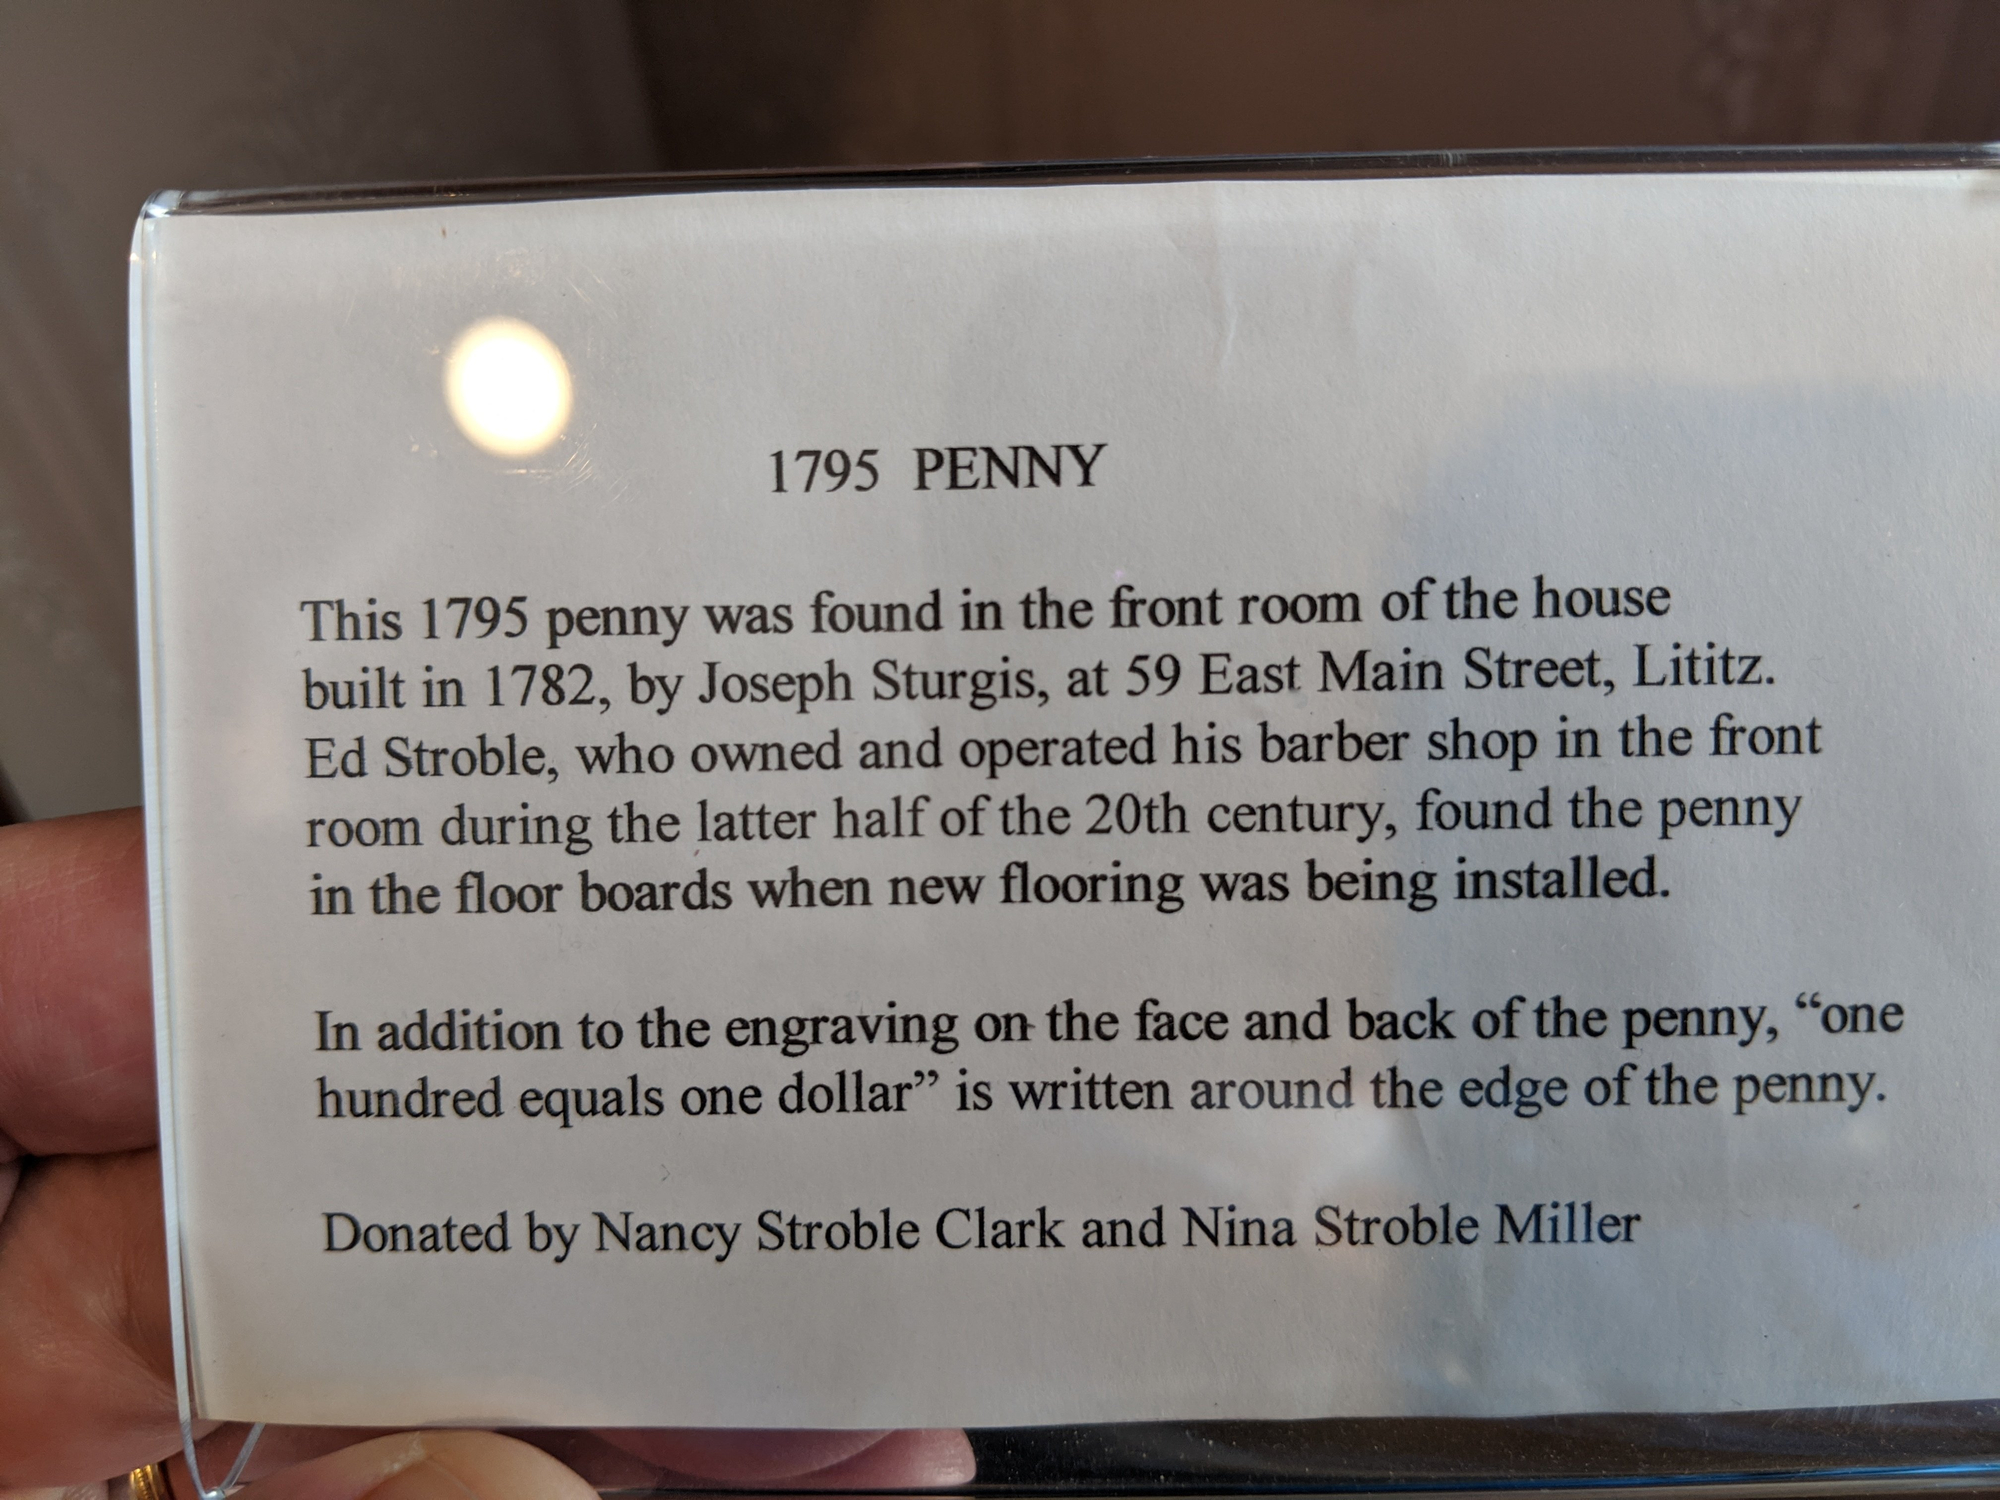 1795 PENNY
This 1795 penny was found in the front room of the house
built in 1782, by Joseph Sturgis, at 59 East Main Street, Lititz.
Ed Stroble, who owned and operated his barber shop in the front
room during the latter half of the 20th century, found the penny
in the floor boards when new flooring was being installed.
In addition to the engraving on the face and back of the penny, “one
hundred equals one dollar” is written around the edge of the penny.
Donated by Nancy Stroble Clark and Nina Stroble Miller